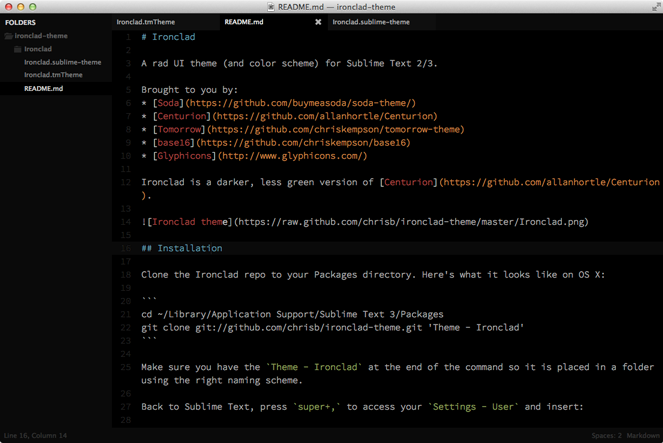 README.md — ironclad-theme
FOLDERS
Ironclad-theme
Ironclad
Ironclad.sublime-theme
Ironclad.tmTheme
README.md
Ironclad.tmTheme
README.md
Ironclad.sublime-theme
1 # Ironclad
2
3 A rad UI theme (and color scheme) for Sublime Text 2/3.
4
5 Brought to you by:
6 * [Soda](https://github.com/buymeasoda/soda-theme/)
7 * [Centurion](https://github.com/allanhortle/Centurion)
8 * [Tomorrow](https://github.com/chriskempson/tomorrow-theme)
9 * [base16](https://github.com/chriskempson/base16)
10 * [Glyphicons](http://www.glyphicons.com/)
11
12 Ironclad is a darker, less green version of [Centurion](https://github.com/allanhortle/Centurion
).
13
14 ![Ironclad theme](https://raw.github.com/chrisb/ironclad-theme/master/Ironclad.png)
15
16 ## Installation
17
18 Clone the Ironclad repo to your Packages directory. Here's what it looks like on OS X:
19
20 ```
21 cd ~/Library/Application Support/Sublime Text 3/Packages
22 git clone git://github.com/chrisb/ironclad-theme.git 'Theme - Ironclad'
23 ```
24
25 Make sure you have the `Theme - Ironclad` at the end of the command so it is placed in a folder
using the right naming scheme.
26
27 Back to Sublime Text, press `super+,` to access your `Settings - User` and insert:
28
Line 16, Column 14
Spaces: 2
Markdown